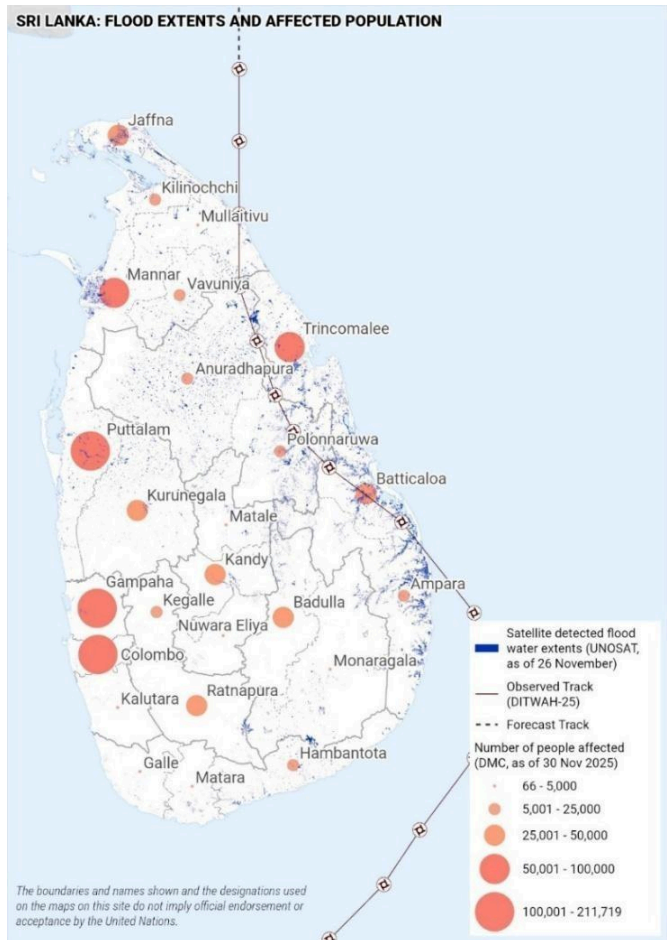 SRI LANKA: FLOOD EXTENTS AND AFFECTED POPULATION
Jaffna
Kilinochchi
Mullaitivu
Mannar
Vavuniya
Trincomalee
Anuradhapura
Puttalam
Polonnaruwa
Batticaloa
Kurunegala
Matale
Kandy
Gampaha
Kegalle
Ampara
Badulla
Nuwara Eliya
Colombo
Monaragala
Kalutara
Ratnapura
Galle
Matara
Hambantota
Satellite detected flood
water extents (UNOSAT,
as of 26 November)
Observed Track
(DITWAH-25)
Forecast Track
Number of people affected
(DMC, as of 30 Nov 2025)
66 - 5,000
5,001 - 25,000
25,001 - 50,000
50,001 - 100,000
100,001 - 211,719
The boundaries and names shown and the designations used
on the maps on this site do not imply official endorsement or
acceptance by the United Nations.